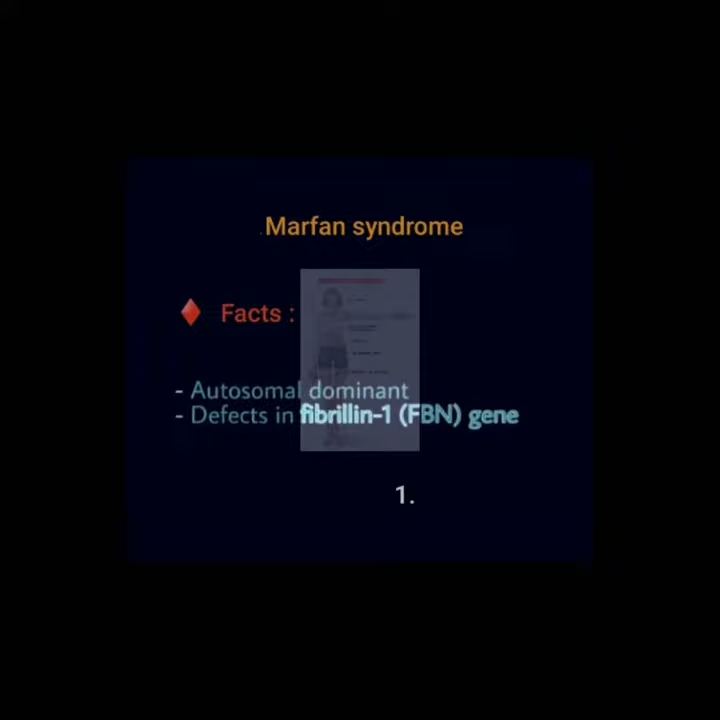 Marfan syndrome
Facts :
- Autosomal dominant
- Defects in fibrillin-1 (FBN) gene
1.